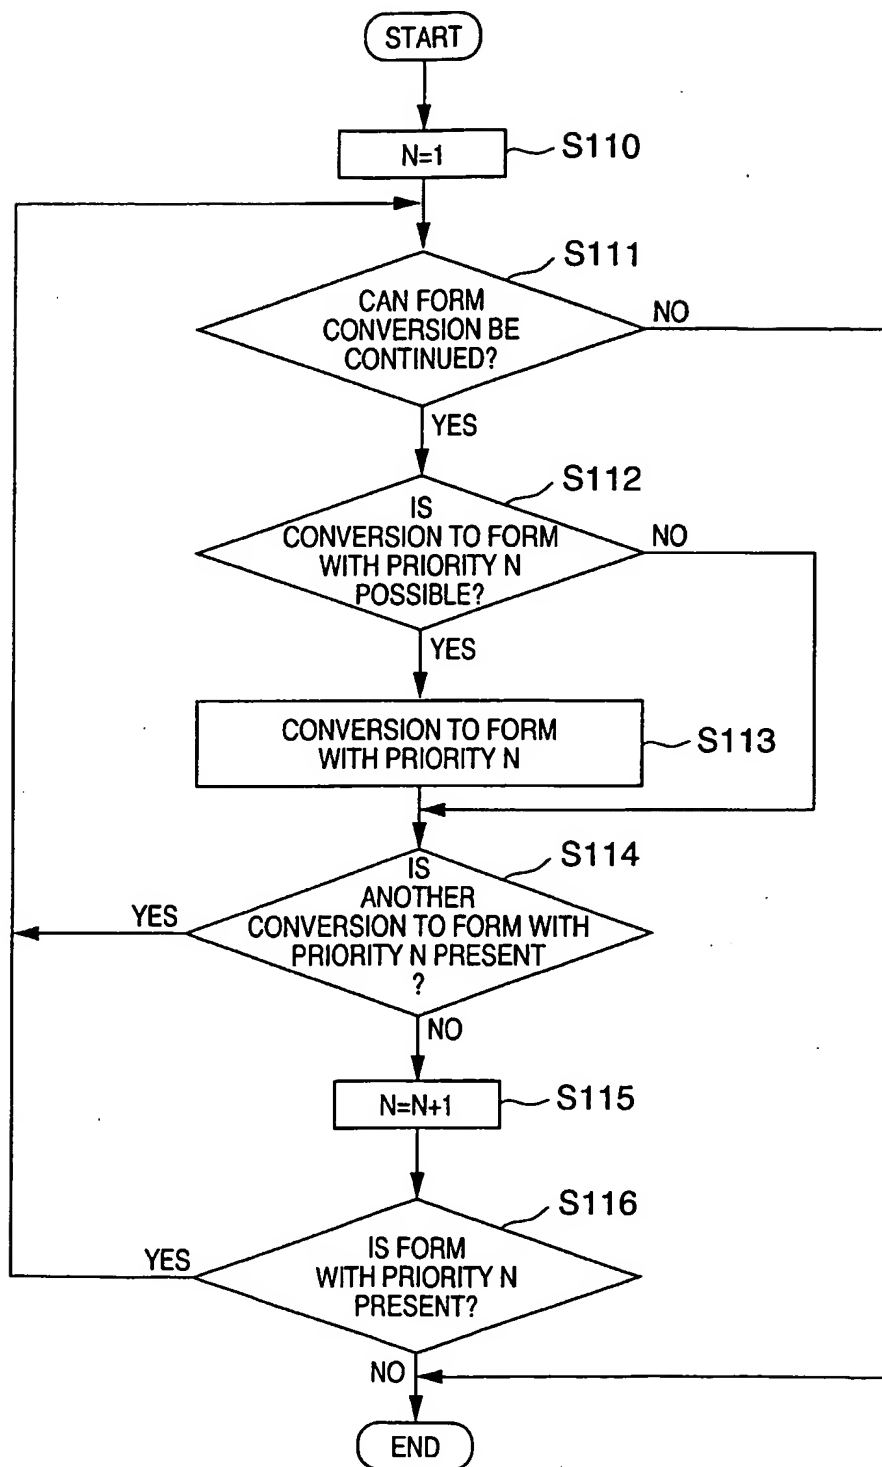 START
N=1
S110
S111
CAN FORM
CONVERSION BE
CONTINUED?
NO
YES
S112
IS
CONVERSION TO FORM
WITH PRIORITY N
POSSIBLE?
NO
YES
CONVERSION TO FORM
WITH PRIORITY N
S113
S114
IS
ANOTHER
CONVERSION TO FORM WITH
PRIORITY N PRESENT
?
YES
NO
N=N+1
S115
S116
IS FORM
WITH PRIORITY N
PRESENT?
YES
NO
END